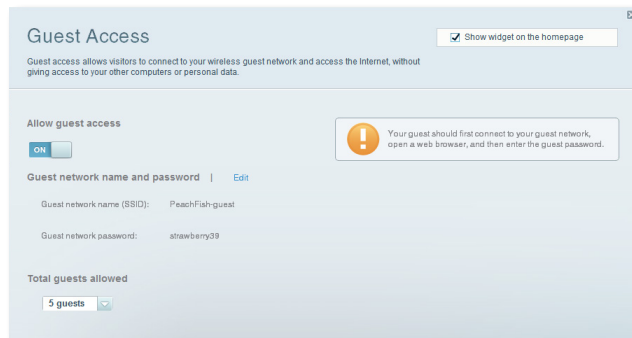 Guest Access
Show widget on the homepage
Guest access allows visitors to connect to your wireless guest network and access the Internet, without
giving access to your other computers or personal data.
Allow guest access
ON
Your guest should first connect to your guest network,
open a web browser, and then enter the guest password.
Guest network name and password | Edit
Guest network name (SSID): PeachFish-guest
Guest network password: strawberry39
Total guests allowed
5 guests